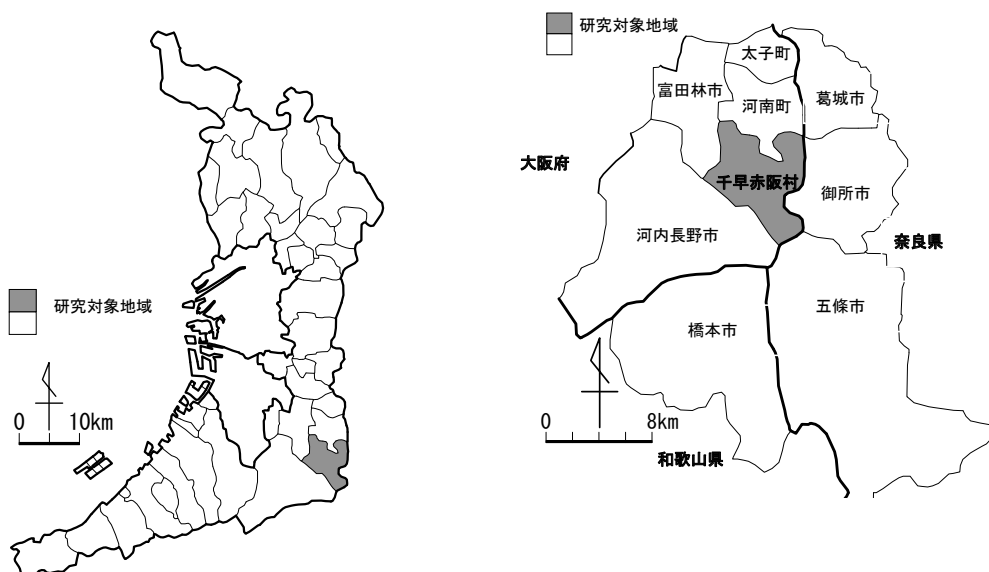 研究対象地域
0 10km
研究対象地域
太子町
富田林市
河南町
葛城市
大阪府
千早赤阪村
御所市
河内長野市
奈良県
五條市
橋本市
0 8km
和歌山県